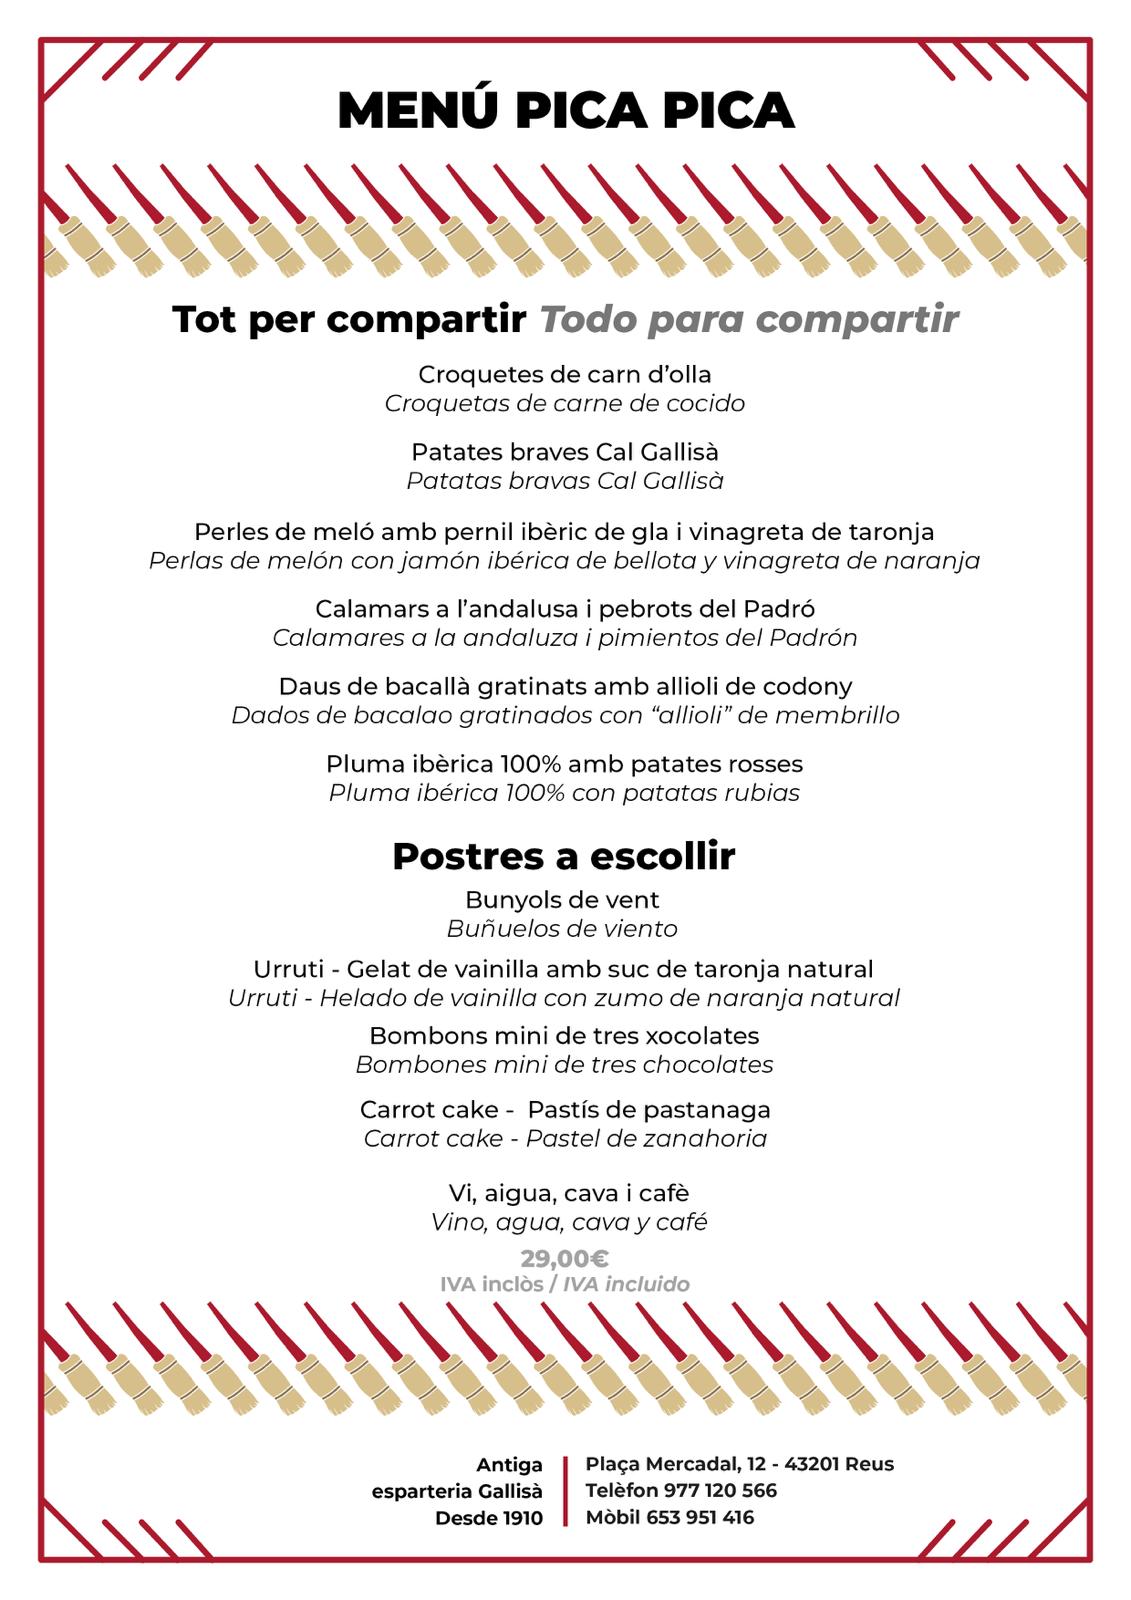 MENÚ PICA PICA
Tot per compartir Todo para compartir
Croquetes de carn d’olla
Croquetas de carne de cocido
Patates braves Cal Gallisà
Patatas bravas Cal Gallisà
Perles de meló amb pernil ibèric de gla i vinagreta de taronja
Perlas de melón con jamón ibérica de bellota y vinagreta de naranja
Calamars a l’andalusa i pebrots del Padró
Calamares a la andaluza i pimientos del Padrón
Daus de bacallà gratinats amb allioli de codony
Dados de bacalao gratinados con “allioli” de membrillo
Pluma ibèrica 100% amb patates rosses
Pluma ibérica 100% con patatas rubias
Postres a escollir
Bunyols de vent
Buñuelos de viento
Urruti - Gelat de vainilla amb suc de taronja natural
Urruti - Helado de vainilla con zumo de naranja natural
Bombons mini de tres xocolates
Bombones mini de tres chocolates
Carrot cake - Pastís de pastanaga
Carrot cake - Pastel de zanahoria
Vi, aigua, cava i cafè
Vino, agua, cava y café
29,00€
IVA inclòs / IVA incluido
Antiga
esparteria Gallisà
Desde 1910
Plaça Mercadal, 12 - 43201 Reus
Telèfon 977 120 566
Mòbil 653 951 416